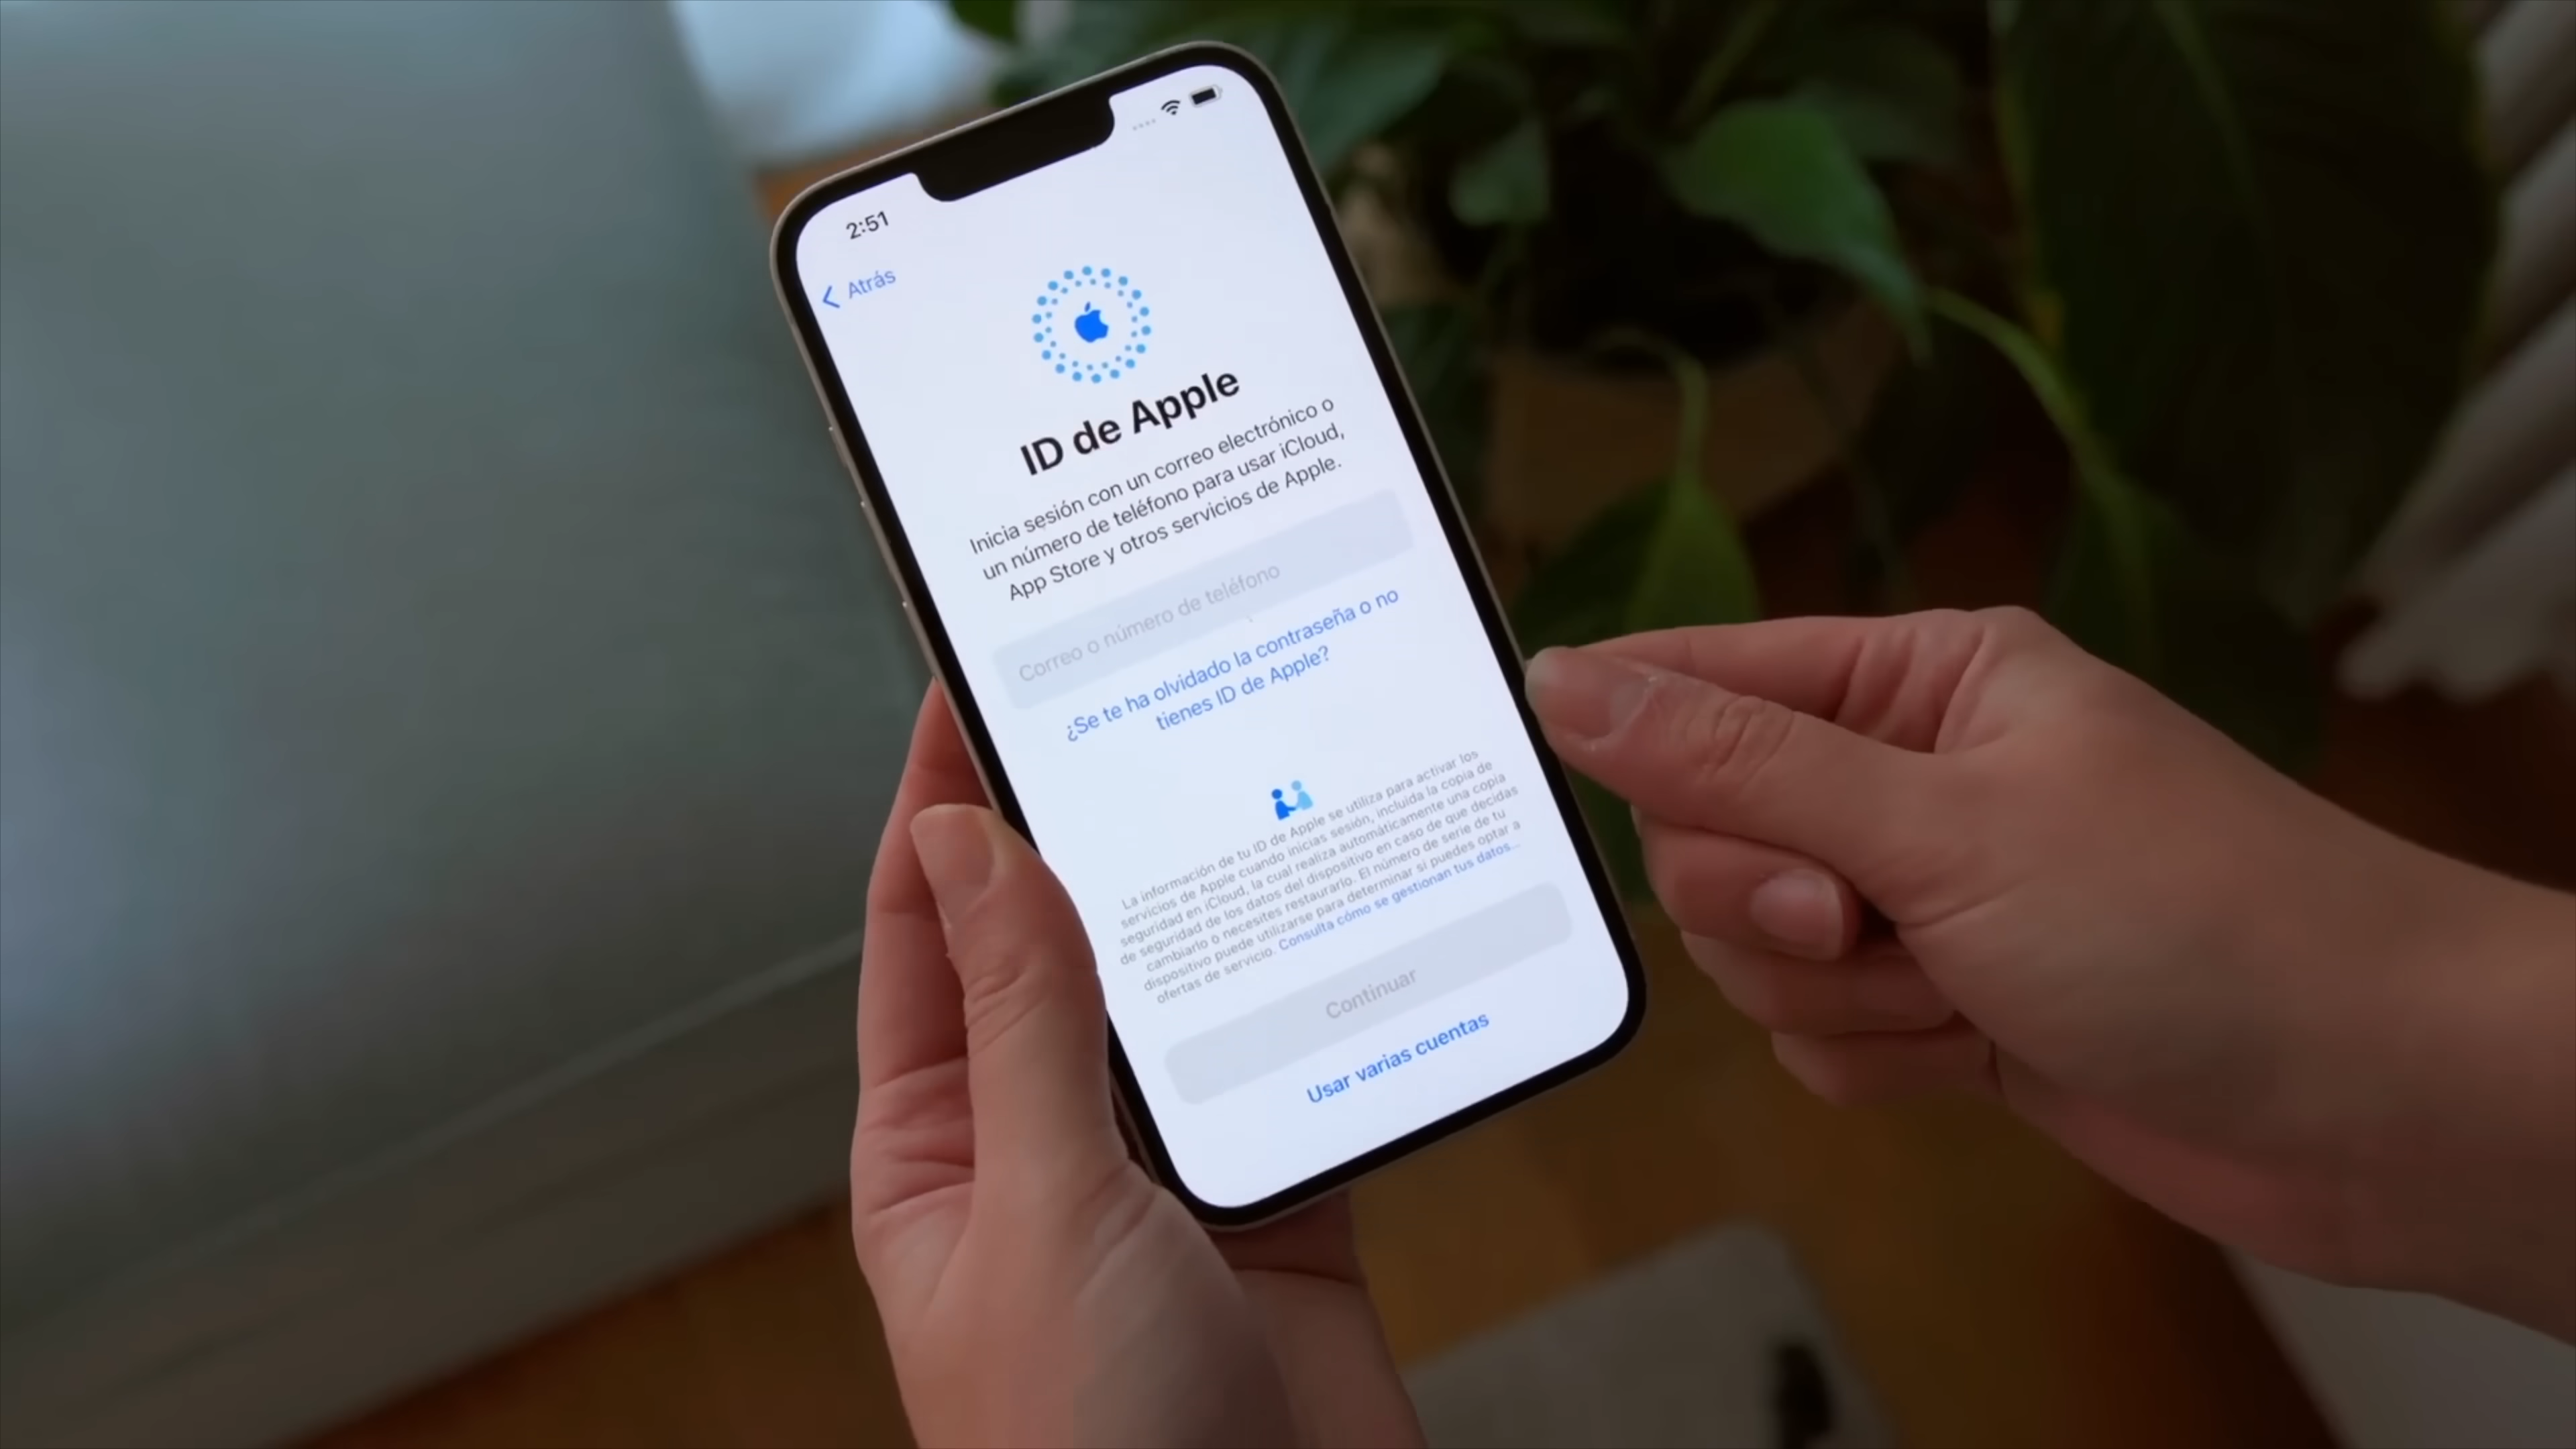 2:51
Atrás
ID de Apple
Inicia sesión con un correo electrónico o
un número de teléfono para usar iCloud,
App Store y otros servicios de Apple.
Correo o número de teléfono
¿Se te ha olvidado la contraseña o no
tienes ID de Apple?
La información de tu ID de Apple se utiliza para activar los
servicios de Apple cuando inicias sesión, incluida la copia de
seguridad en iCloud, la cual realiza automáticamente una copia
de seguridad de los datos del dispositivo en caso de que decidas
cambiarlo o necesites restaurarlo. El número de serie de tu
dispositivo puede utilizarse para determinar si puedes optar a
ofertas de servicio. Consulta cómo se gestionan tus datos...
Continuar
Usar varias cuentas